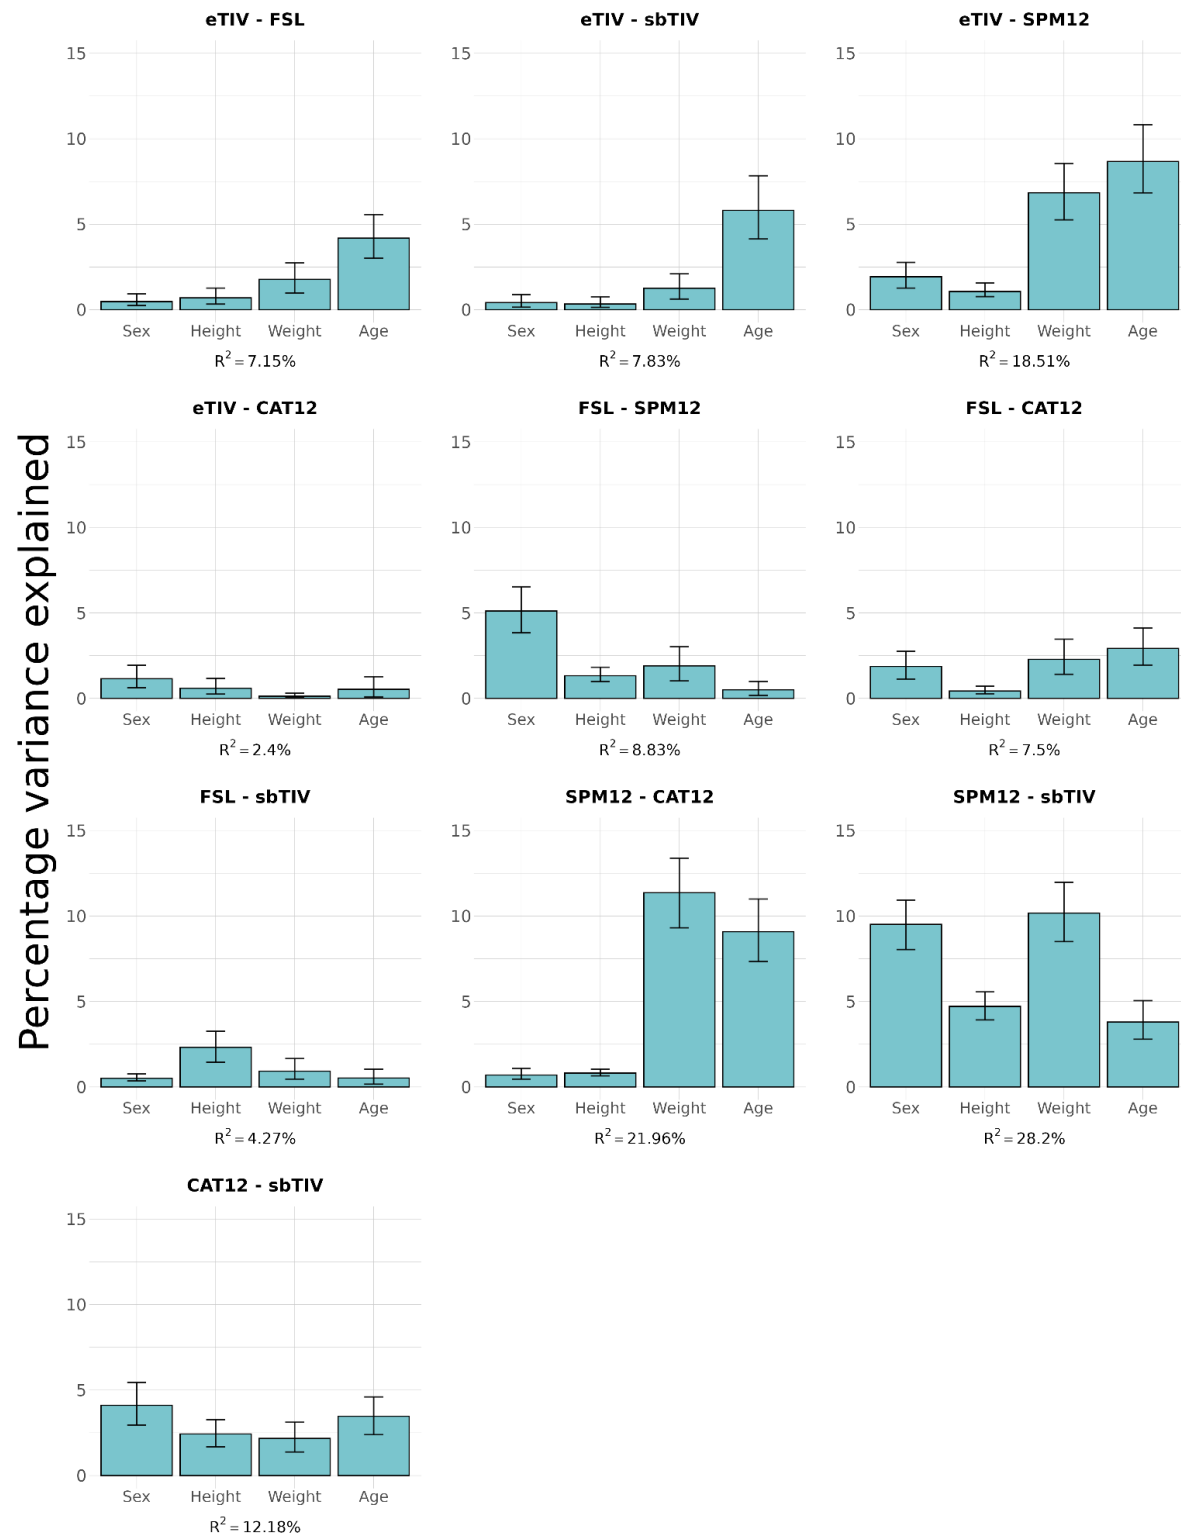 Percentage variance explained
eTIV - FSL
15
10
5
0
Sex Height Weight Age
R² = 7.15%
eTIV - sbTIV
15
10
5
0
Sex Height Weight Age
R² = 7.83%
eTIV - SPM12
15
10
5
0
Sex Height Weight Age
R² = 18.51%
eTIV - CAT12
15
10
5
0
Sex Height Weight Age
R² = 2.4%
FSL - SPM12
15
10
5
0
Sex Height Weight Age
R² = 8.83%
FSL - CAT12
15
10
5
0
Sex Height Weight Age
R² = 7.5%
FSL - sbTIV
15
10
5
0
Sex Height Weight Age
R² = 4.27%
SPM12 - CAT12
15
10
5
0
Sex Height Weight Age
R² = 21.96%
SPM12 - sbTIV
15
10
5
0
Sex Height Weight Age
R² = 28.2%
CAT12 - sbTIV
15
10
5
0
Sex Height Weight Age
R² = 12.18%